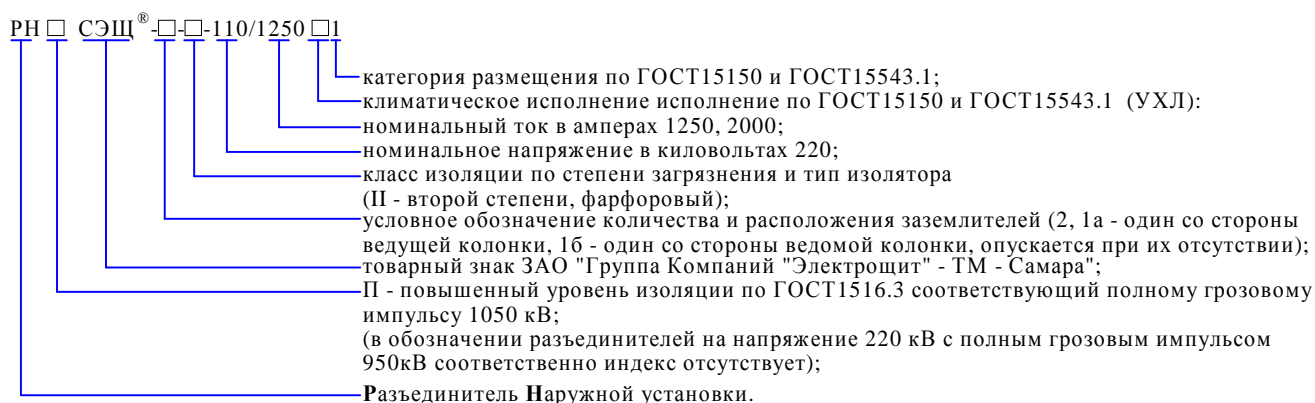 РН □ СЭЩ®-□-□-110/1250 □1
категория размещения по ГОСТ15150 и ГОСТ15543.1;
климатическое исполнение исполнение по ГОСТ15150 и ГОСТ15543.1 (УХЛ):
номинальный ток в амперах 1250, 2000;
номинальное напряжение в киловольтах 220;
класс изоляции по степени загрязнения и тип изолятора
(II - второй степени, фарфоровый);
условное обозначение количества и расположения заземлителей (2, 1а - один со стороны
ведущей колонки, 1б - один со стороны ведомой колонки, опускается при их отсутствии);
товарный знак ЗАО "Группа Компаний "Электрощит" - ТМ - Самара";
П - повышенный уровень изоляции по ГОСТ1516.3 соответствующий полному грозовому
импульсу 1050 кВ;
(в обозначении разъединителей на напряжение 220 кВ с полным грозовым импульсом
950кВ соответственно индекс отсутствует);
Разъединитель Наружной установки.